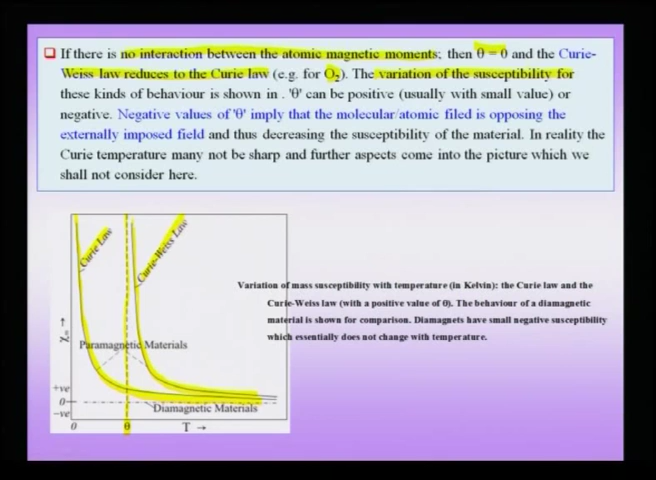 If there is no interaction between the atomic magnetic moments; then θ = 0 and the Curie-
Weiss law reduces to the Curie law (e.g. for O₂). The variation of the susceptibility for
these kinds of behaviour is shown in . 'θ' can be positive (usually with small value) or
negative. Negative values of 'θ' imply that the molecular/atomic filed is opposing the
externally imposed field and thus decreasing the susceptibility of the material. In reality the
Curie temperature many not be sharp and further aspects come into the picture which we
shall not consider here.
Curie Law
Curie-Weiss Law
Variation of mass susceptibility with temperature (in Kelvin): the Curie law and the
Curie-Weiss law (with a positive value of θ). The behaviour of a diamagnetic
material is shown for comparison. Diamagnets have small negative susceptibility
which essentially does not change with temperature.
χₘ →
Paramagnetic Materials
+ve
0
-ve
Diamagnetic Materials
0
θ
T →